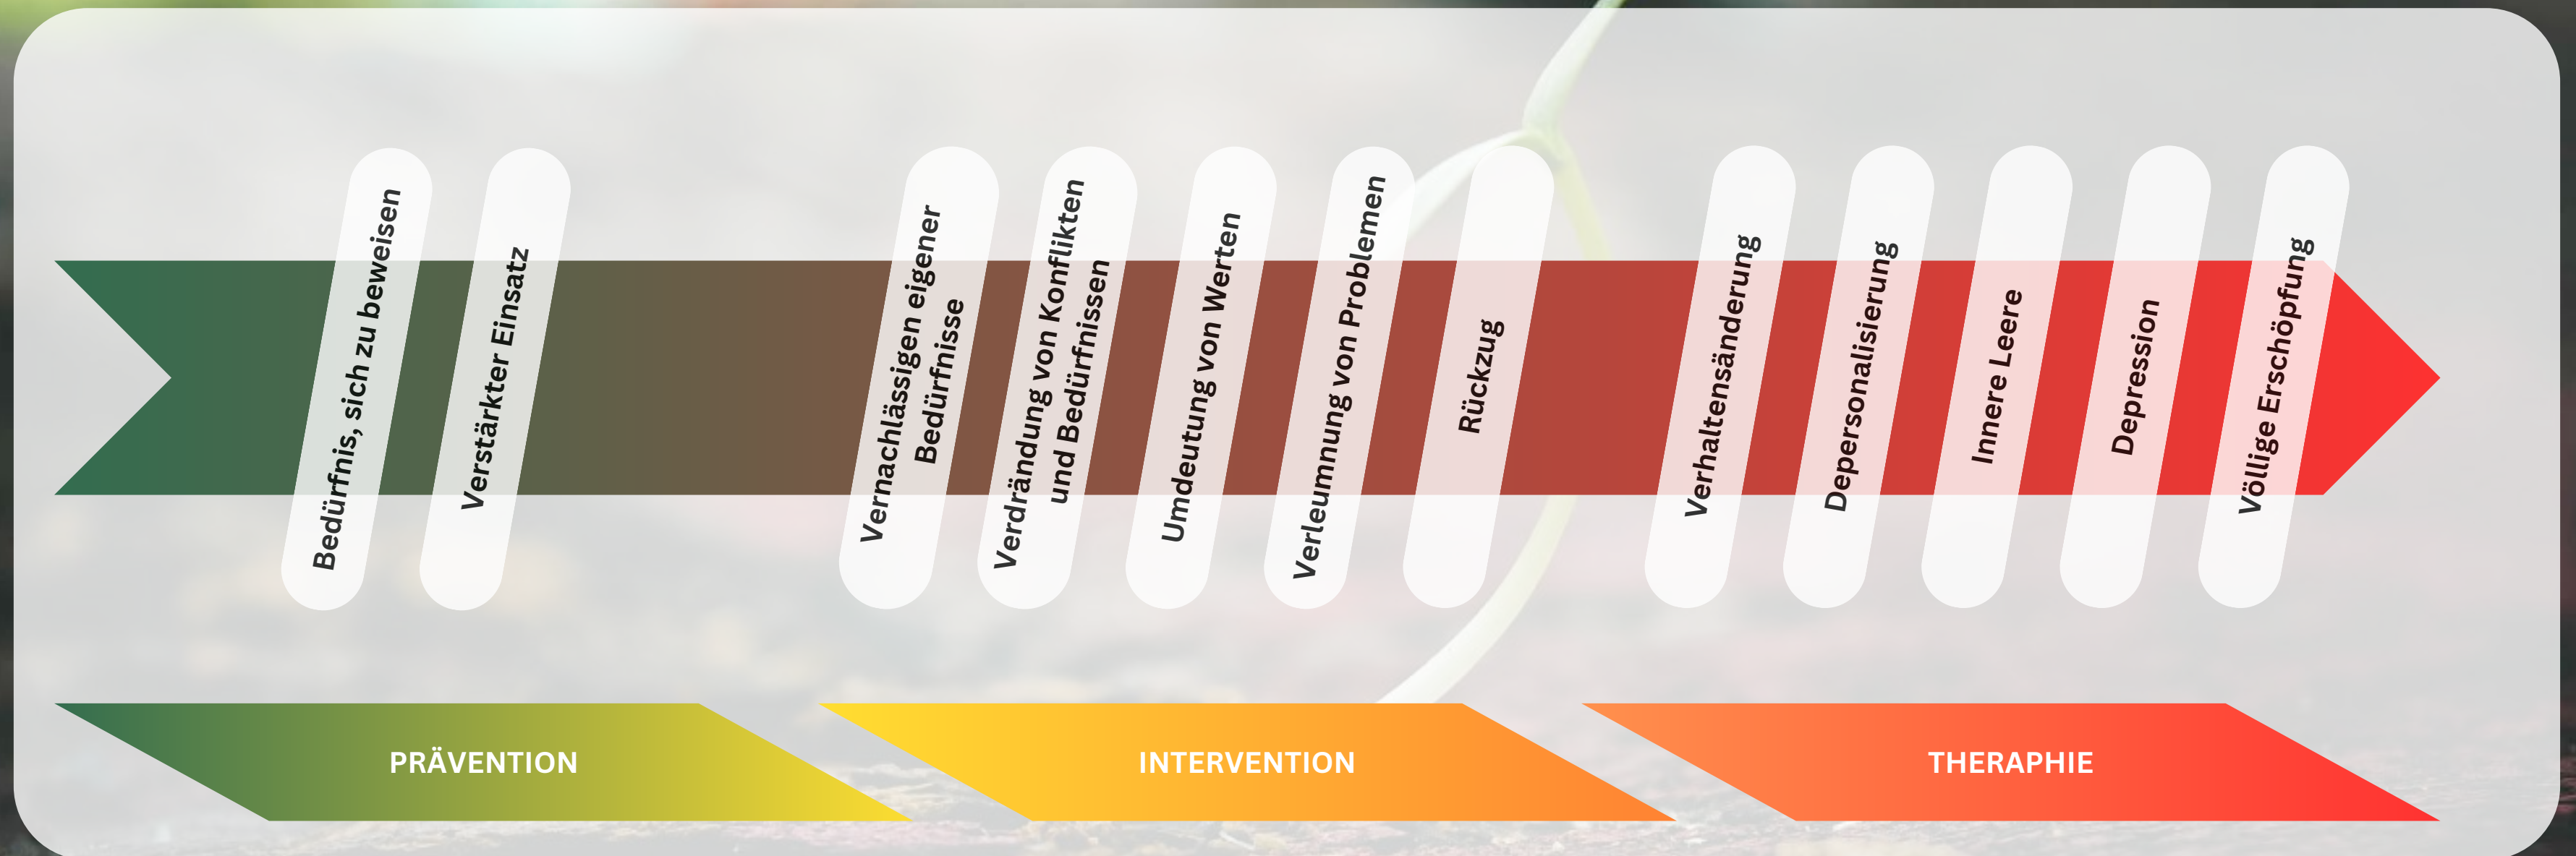 Bedürfnis, sich zu beweisen
Verstärkter Einsatz
Vernachlässigen eigener
Bedürfnisse
Verdrändung von Konflikten
und Bedürfnissen
Umdeutung von Werten
Verleumnung von Problemen
Rückzug
Verhaltensänderung
Depersonalisierung
Innere Leere
Depression
Völlige Erschöpfung
PRÄVENTION
INTERVENTION
THERAPHIE